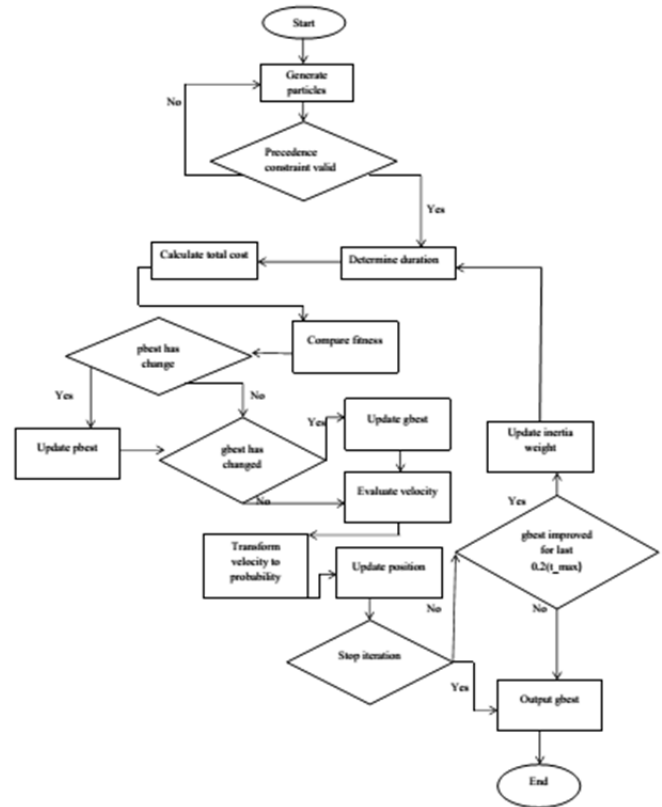 Start
Generate
particles
No
Precedence
constraint valid
Yes
Calculate total cost
Determine duration
Compare fitness
pbest has
change
Yes
No
Update pbest
gbest has
changed
Yes
Update gbest
No
Evaluate velocity
Transform
velocity to
probability
Update position
Update inertia
weight
Yes
gbest improved
for last
0.2(t_max)
No
No
Stop iteration
Yes
Output gbest
End